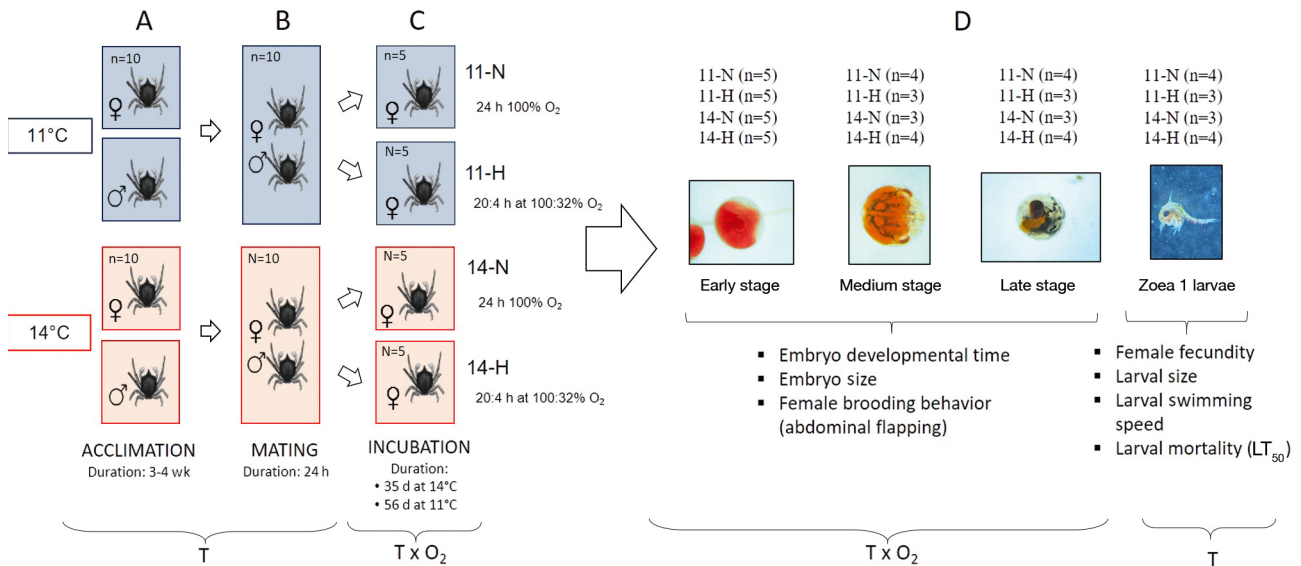 A
B
C
D
11°C
n=10
♀
♂
n=10
♀
♂
n=5
♀
11-N
24 h 100% O₂
N=5
♀
11-H
20:4 h at 100:32% O₂
14°C
n=10
♀
♂
N=10
♀
♂
N=5
♀
14-N
24 h 100% O₂
N=5
♀
14-H
20:4 h at 100:32% O₂
ACCLIMATION
Duration: 3-4 wk
MATING
Duration: 24 h
INCUBATION
Duration:
• 35 d at 14°C
• 56 d at 11°C
T
T x O₂
11-N (n=5)
11-H (n=5)
14-N (n=5)
14-H (n=5)
11-N (n=4)
11-H (n=3)
14-N (n=3)
14-H (n=4)
11-N (n=4)
11-H (n=3)
14-N (n=3)
14-H (n=4)
11-N (n=4)
11-H (n=3)
14-N (n=3)
14-H (n=4)
Early stage
Medium stage
Late stage
Zoea 1 larvae
▪ Embryo developmental time
▪ Embryo size
▪ Female brooding behavior
(abdominal flapping)
▪ Female fecundity
▪ Larval size
▪ Larval swimming
speed
▪ Larval mortality (LT₅₀)
T x O₂
T